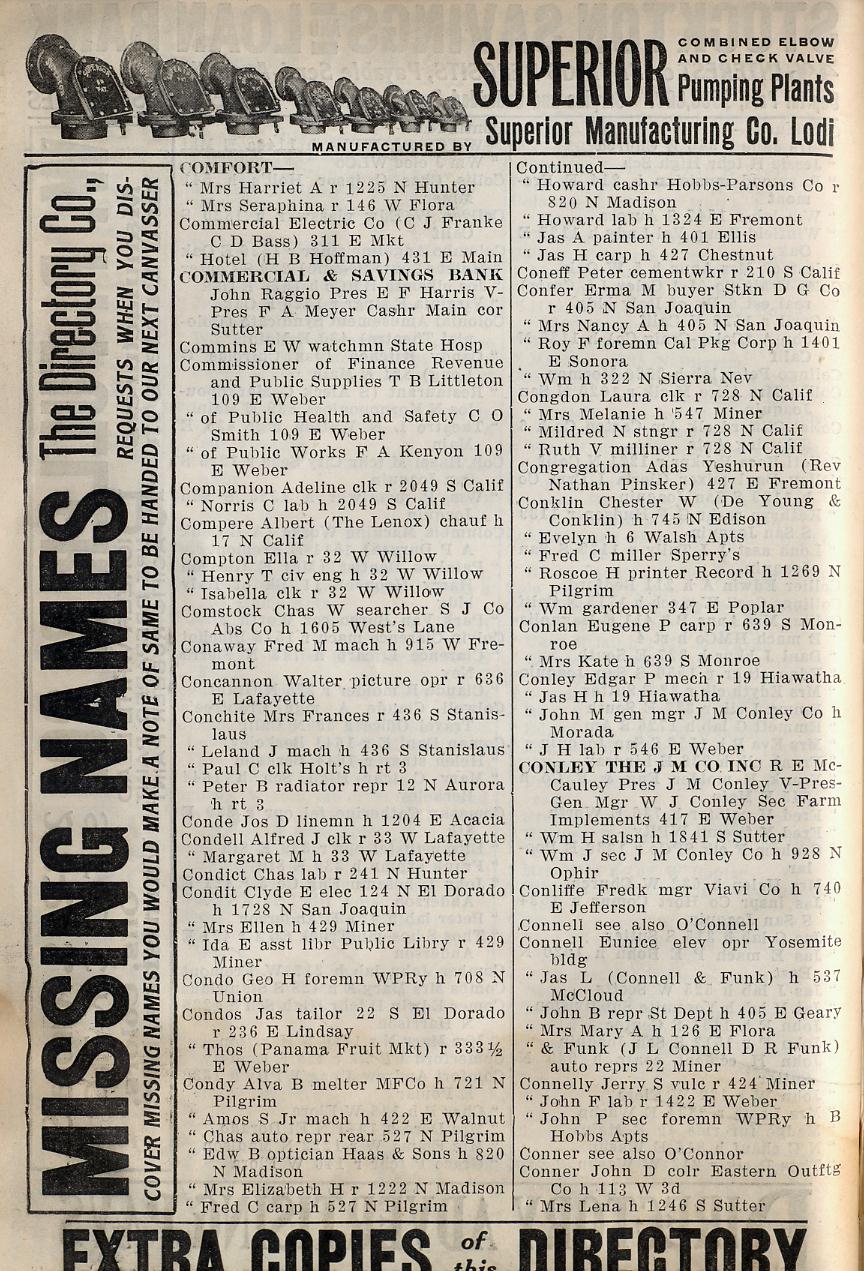 SUPERIOR COMBINED ELBOW
AND CHECK VALVE
Pumping Plants
MANUFACTURED BY Superior Manufacturing Co. Lodi
MISSING NAMES The Directory Co.,
COVER MISSING NAMES YOU WOULD MAKE A NOTE OF SAME TO BE HANDED TO OUR NEXT CANVASSER
REQUESTS WHEN YOU DIS-
COMFORT—
" Mrs Harriet A r 1225 N Hunter
" Mrs Seraphina r 146 W Flora
Commercial Electric Co (C J Franke
C D Bass) 311 E Mkt
" Hotel (H B Hoffman) 431 E Main
COMMERCIAL & SAVINGS BANK
John Raggio Pres E F Harris V-
Pres F A Meyer Cashr Main cor
Sutter
Commins E W watchmn State Hosp
Commissioner of Finance Revenue
and Public Supplies T B Littleton
109 E Weber
" of Public Health and Safety C O
Smith 109 E Weber
" of Public Works F A Kenyon 109
E Weber
Companion Adeline clk r 2049 S Calif
" Norris C lab h 2049 S Calif
Compere Albert (The Lenox) chauf h
17 N Calif
Compton Ella r 32 W Willow
" Henry T civ eng h 32 W Willow
" Isabella clk r 32 W Willow
Comstock Chas W searcher S J Co
Abs Co h 1605 West's Lane
Conaway Fred M mach h 915 W Fre-
mont
Concannon Walter picture opr r 636
E Lafayette
Conchite Mrs Frances r 436 S Stanis-
laus
" Leland J mach h 436 S Stanislaus
" Paul C clk Holt's h rt 3
" Peter B radiator repr 12 N Aurora
h rt 3
Conde Jos D linemn h 1204 E Acacia
Condell Alfred J clk r 33 W Lafayette
" Margaret M h 33 W Lafayette
Condict Chas lab r 241 N Hunter
Condit Clyde E elec 124 N El Dorado
h 1728 N San Joaquin
" Mrs Ellen h 429 Miner
" Ida E asst libr Public Libry r 429
Miner
Condo Geo H foremn WPRy h 708 N
Union
Condos Jas tailor 22 S El Dorado
r 236 E Lindsay
" Thos (Panama Fruit Mkt) r 333½
E Weber
Condy Alva B melter MFCo h 721 N
Pilgrim
" Amos S Jr mach h 422 E Walnut
" Chas auto repr rear 527 N Pilgrim
" Edw B optician Haas & Sons h 820
N Madison
" Mrs Elizabeth H r 1222 N Madison
" Fred C carp h 527 N Pilgrim
Continued—
" Howard cashr Hobbs-Parsons Co r
820 N Madison
" Howard lab h 1324 E Fremont
" Jas A painter h 401 Ellis
" Jas H carp h 427 Chestnut
Coneff Peter cementwkr r 210 S Calif
Confer Erma M buyer Stkn D G Co
r 405 N San Joaquin
" Mrs Nancy A h 405 N San Joaquin
" Roy F foremn Cal Pkg Corp h 1401
E Sonora
" Wm h 322 N Sierra Nev
Congdon Laura clk r 728 N Calif
" Mrs Melanie h 547 Miner
" Mildred N stngr r 728 N Calif
" Ruth V milliner r 728 N Calif
Congregation Adas Yeshurun (Rev
Nathan Pinsker) 427 E Fremont
Conklin Chester W (De Young &
Conklin) h 745 N Edison
" Evelyn h 6 Walsh Apts
" Fred C miller Sperry's
" Roscoe H printer Record h 1269 N
Pilgrim
" Wm gardener 347 E Poplar
Conlan Eugene P carp r 639 S Mon-
roe
" Mrs Kate h 639 S Monroe
Conley Edgar P mech r 19 Hiawatha
" Jas H h 19 Hiawatha
" John M gen mgr J M Conley Co h
Morada
" J H lab r 546 E Weber
CONLEY THE J M CO INC R E Mc-
Cauley Pres J M Conley V-Pres-
Gen Mgr W J Conley Sec Farm
Implements 417 E Weber
" Wm H salsn h 1841 S Sutter
" Wm J sec J M Conley Co h 928 N
Ophir
Conliffe Fredk mgr Viavi Co h 740
E Jefferson
Connell see also O'Connell
Connell Eunice elev opr Yosemite
bldg
" Jas L (Connell & Funk) h 537
McCloud
" John B repr St Dept h 405 E Geary
" Mrs Mary A h 126 E Flora
" & Funk (J L Connell D R Funk)
auto reprs 22 Miner
Connelly Jerry S vulc r 424 Miner
" John F lab r 1422 E Weber
" John P sec foremn WPRy h B
Hobbs Apts
Conner see also O'Connor
Conner John D colr Eastern Outftg
Co h 113 W 3d
" Mrs Lena h 1246 S Sutter
EXTRA COPIES of this DIRECTORY